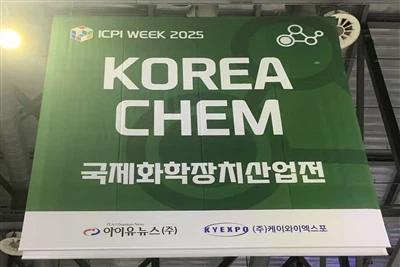 ICPI WEEK 2025
KOREA
CHEM
국제화학장치산업전
아이유뉴스(주)
KYEXPO (주)케이와이엑스포